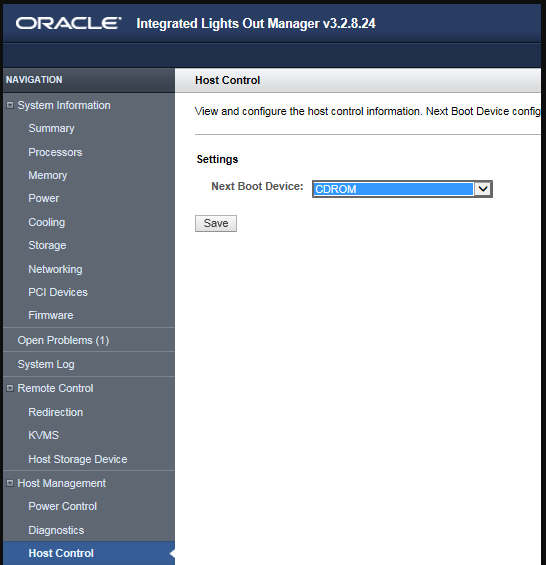 ORACLE® Integrated Lights Out Manager v3.2.8.24
NAVIGATION
System Information
Summary
Processors
Memory
Power
Cooling
Storage
Networking
PCI Devices
Firmware
Open Problems (1)
System Log
Remote Control
Redirection
KVMS
Host Storage Device
Host Management
Power Control
Diagnostics
Host Control
Host Control
View and configure the host control information. Next Boot Device config
Settings
Next Boot Device: CDROM
Save